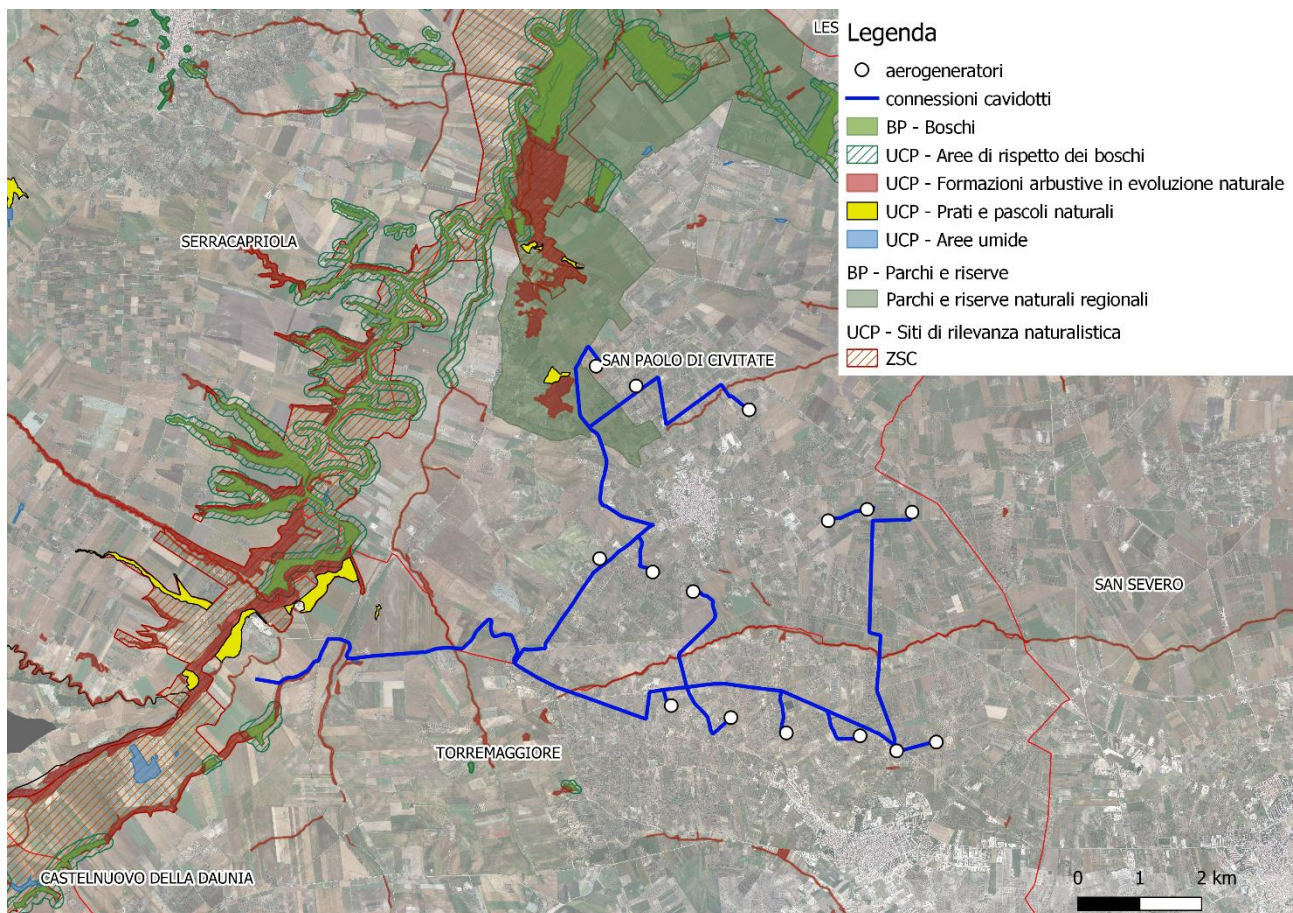 LES
Legenda
aerogeneratori
connessioni cavidotti
BP - Boschi
UCP - Aree di rispetto dei boschi
UCP - Formazioni arbustive in evoluzione naturale
UCP - Prati e pascoli naturali
UCP - Aree umide
BP - Parchi e riserve
Parchi e riserve naturali regionali
UCP - Siti di rilevanza naturalistica
ZSC
SERRACAPRIOLA
SAN PAOLO DI CIVITATE
SAN SEVERO
TORREMAGGIORE
CASTELNUOVO DELLA DAUNIA
0 1 2 km